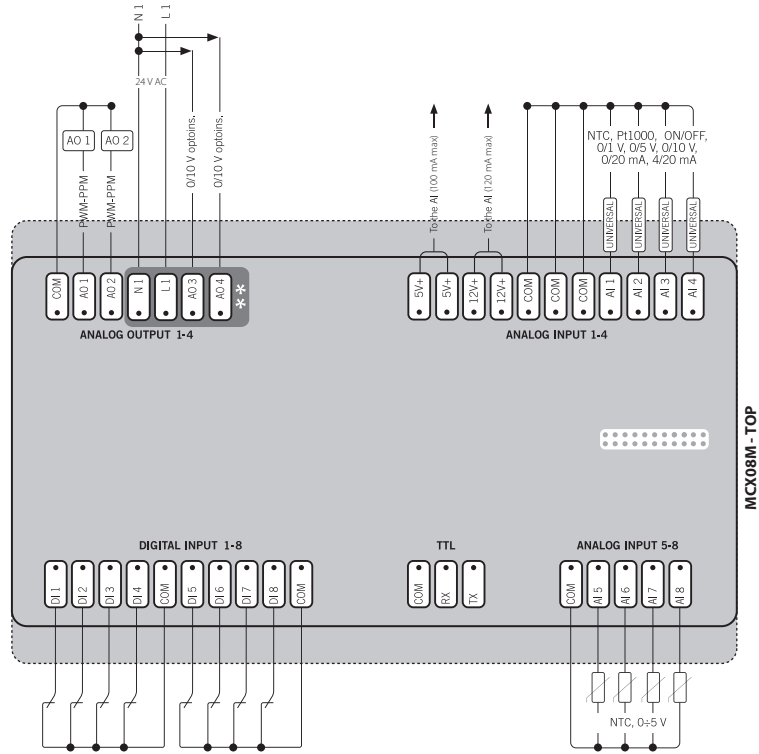 N 1
L 1
24 V AC
AO 1
AO 2
PWM-PPM
PWM-PPM
0/10 V optoins.
0/10 V optoins.
To the AI (100 mA max)
To the AI (120 mA max)
NTC, Pt1000, ON/OFF,
0/1 V, 0/5 V, 0/10 V,
0/20 mA, 4/20 mA
UNIVERSAL
UNIVERSAL
UNIVERSAL
UNIVERSAL
COM
AO 1
AO 2
N 1
L 1
AO 3
AO 4
**
5V+
5V+
12V+
12V+
COM
COM
COM
AI 1
AI 2
AI 3
AI 4
ANALOG OUTPUT 1-4
ANALOG INPUT 1-4
MCX08M - TOP
DIGITAL INPUT 1-8
TTL
ANALOG INPUT 5-8
DI 1
DI 2
DI 3
DI 4
COM
DI 5
DI 6
DI 7
DI 8
COM
COM
RX
TX
COM
AI 5
AI 6
AI 7
AI 8
NTC, 0÷5 V